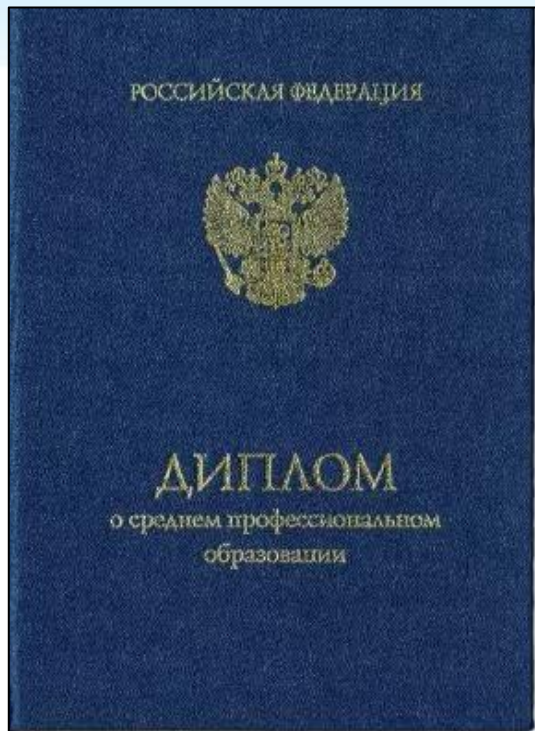 РОССИЙСКАЯ ФЕДЕРАЦИЯ
ДИПЛОМ
о среднем профессиональном
образовании